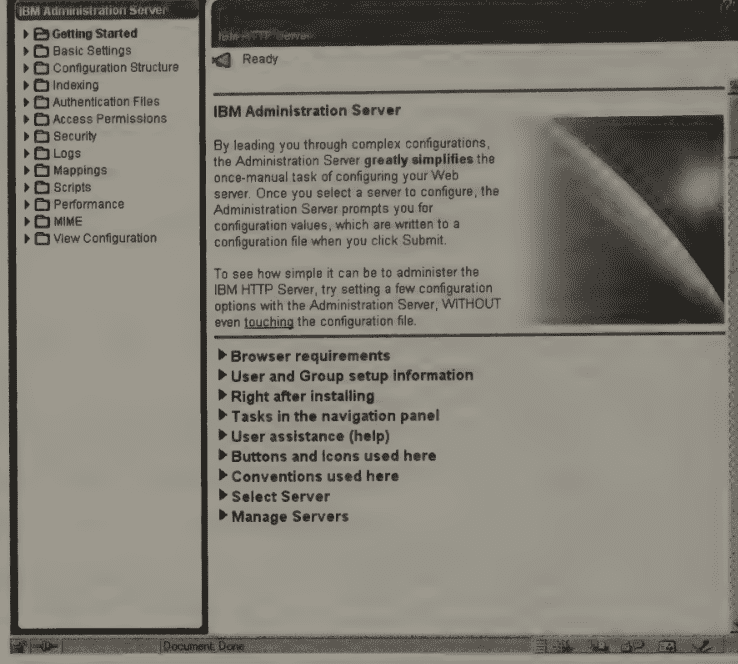 IBM Administration Server
Getting Started
Basic Settings
Configuration Structure
Indexing
Authentication Files
Access Permissions
Security
Logs
Mappings
Scripts
Performance
MIME
View Configuration
IBM HTTP Server
Ready
IBM Administration Server
By leading you through complex configurations,
the Administration Server greatly simplifies the
once-manual task of configuring your Web
server. Once you select a server to configure, the
Administration Server prompts you for
configuration values, which are written to a
configuration file when you click Submit.
To see how simple it can be to administer the
IBM HTTP Server, try setting a few configuration
options with the Administration Server, WITHOUT
even touching the configuration file.
Browser requirements
User and Group setup information
Right after installing
Tasks in the navigation panel
User assistance (help)
Buttons and Icons used here
Conventions used here
Select Server
Manage Servers
Document: Done